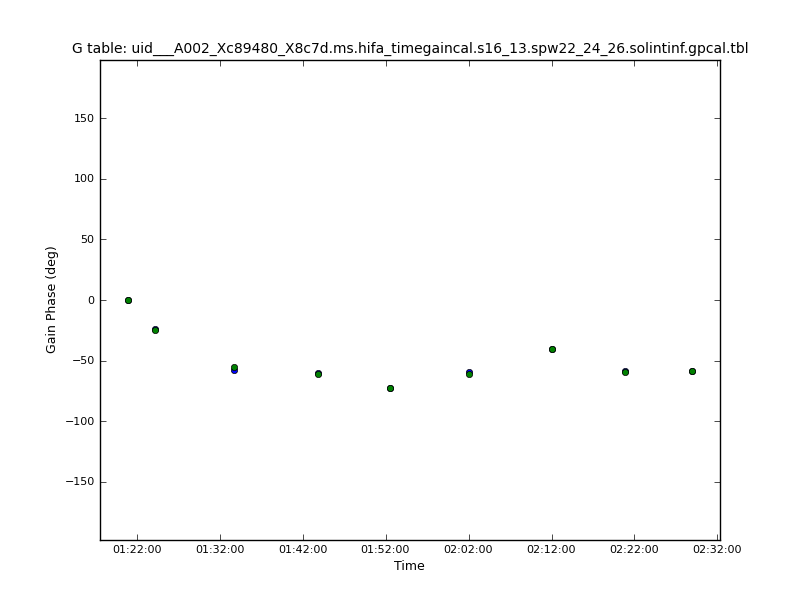 G table: uid___A002_Xc89480_X8c7d.ms.hifa_timegaincal.s16_13.spw22_24_26.solintinf.gpcal.tbl
150
100
50
0
−50
−100
−150
Gain Phase (deg)
01:22:00 01:32:00 01:42:00 01:52:00 02:02:00 02:12:00 02:22:00 02:32:00
Time